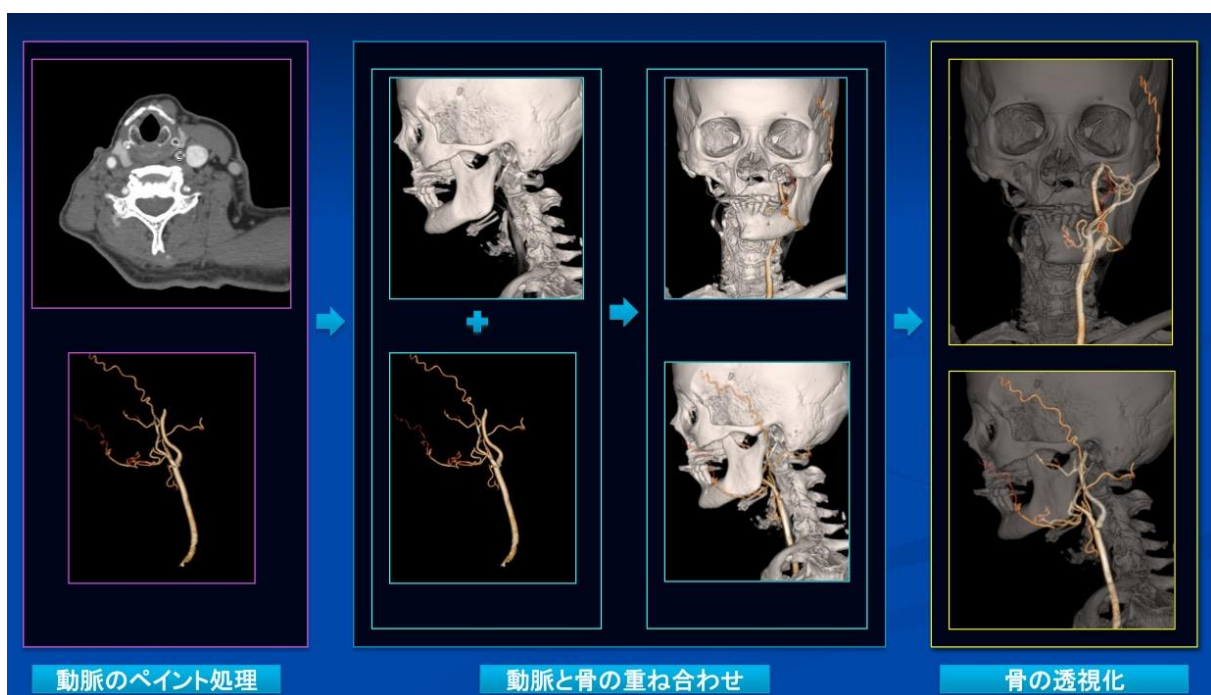 動脈のペイント処理
動脈と骨の重ね合わせ
骨の透視化